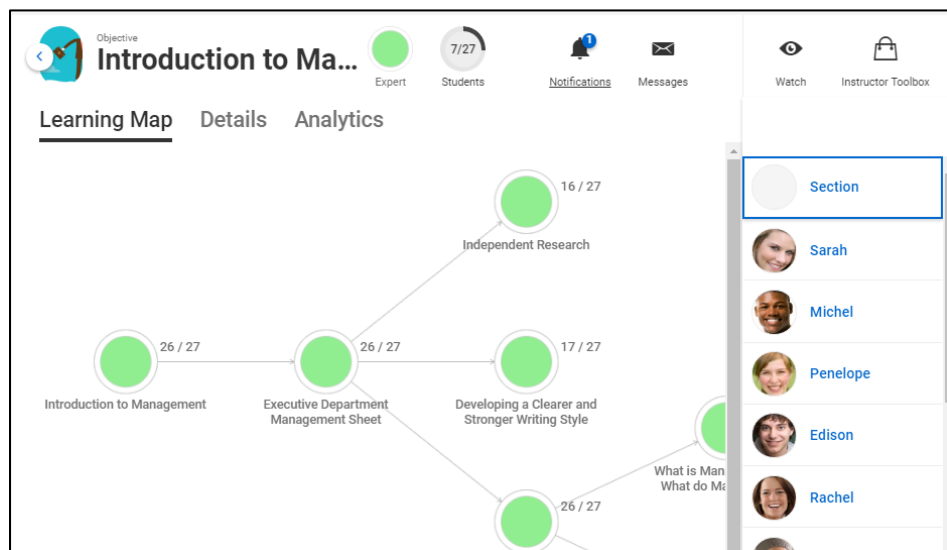 Objective
Introduction to Ma...
Expert
7/27
Students
1
Notifications
Messages
Watch
Instructor Toolbox
Learning Map
Details
Analytics
16 / 27
Independent Research
26 / 27
Introduction to Management
26 / 27
Executive Department
Management Sheet
17 / 27
Developing a Clearer and
Stronger Writing Style
What is Man
What do Ma
26 / 27
Section
Sarah
Michel
Penelope
Edison
Rachel